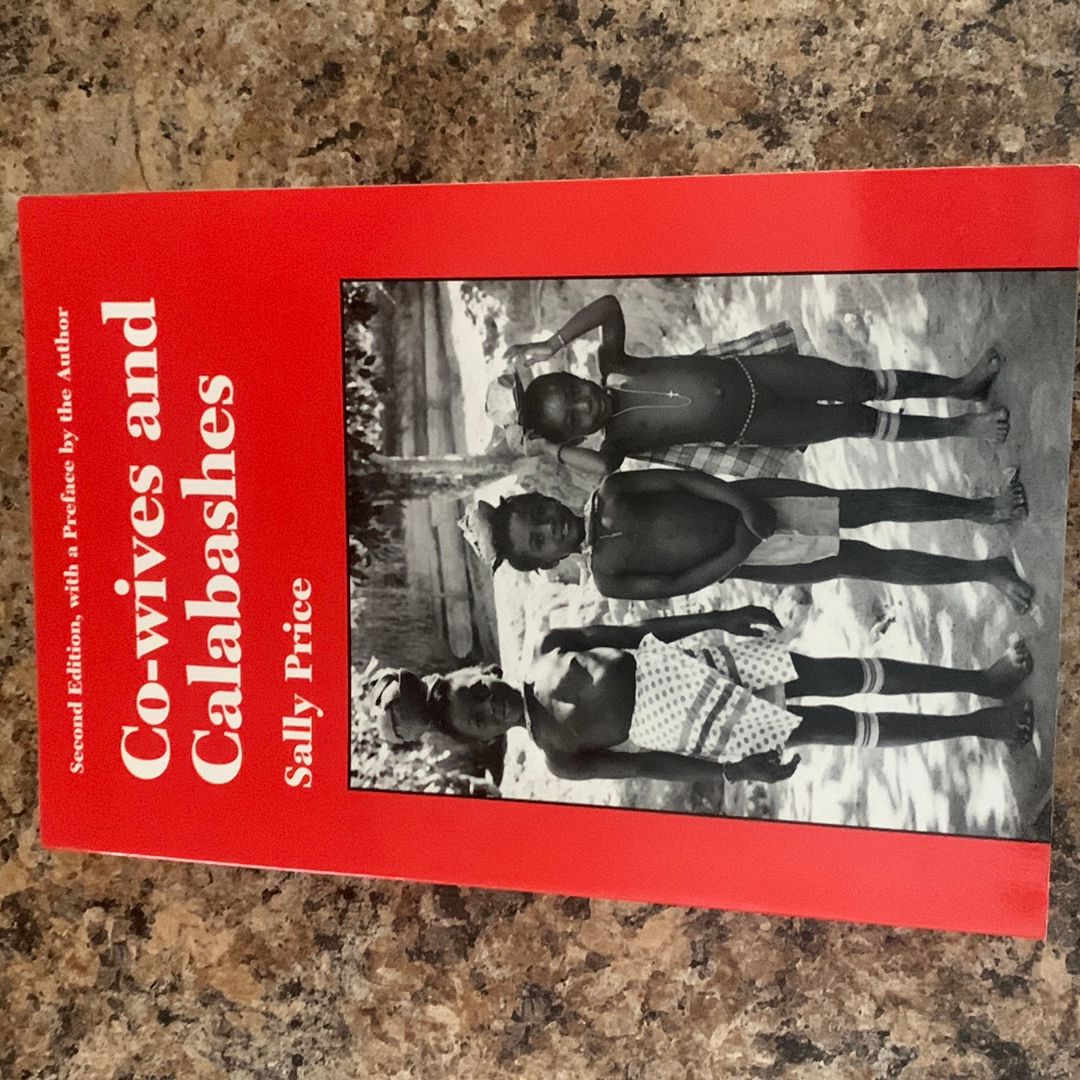 Second Edition, with a Preface by the Author
Co-wives and
Calabashes
Sally Price